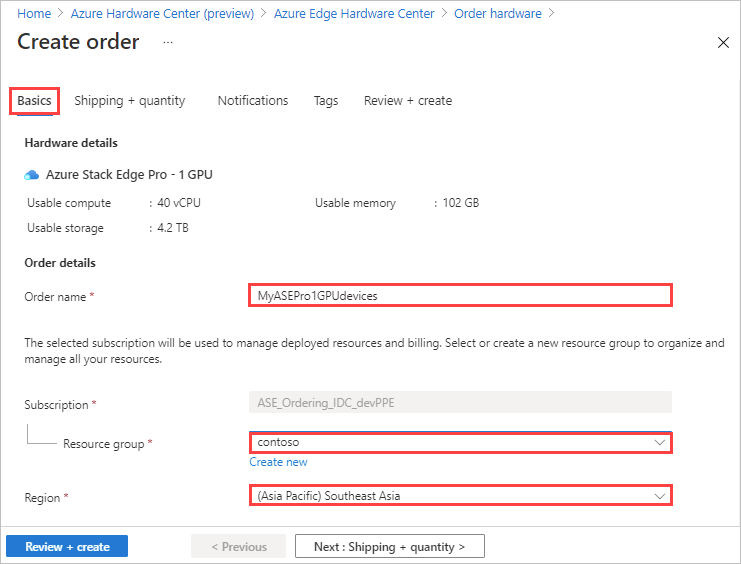 Home > Azure Hardware Center (preview) > Azure Edge Hardware Center > Order hardware >
Create order ...
Basics Shipping + quantity Notifications Tags Review + create
Hardware details
Azure Stack Edge Pro - 1 GPU
Usable compute : 40 vCPU Usable memory : 102 GB
Usable storage : 4.2 TB
Order details
Order name * MyASEPro1GPUdevices
The selected subscription will be used to manage deployed resources and billing. Select or create a new resource group to organize and
manage all your resources.
Subscription * ASE_Ordering_IDC_devPPE
Resource group * contoso
Create new
Region * (Asia Pacific) Southeast Asia
Review + create < Previous Next : Shipping + quantity >